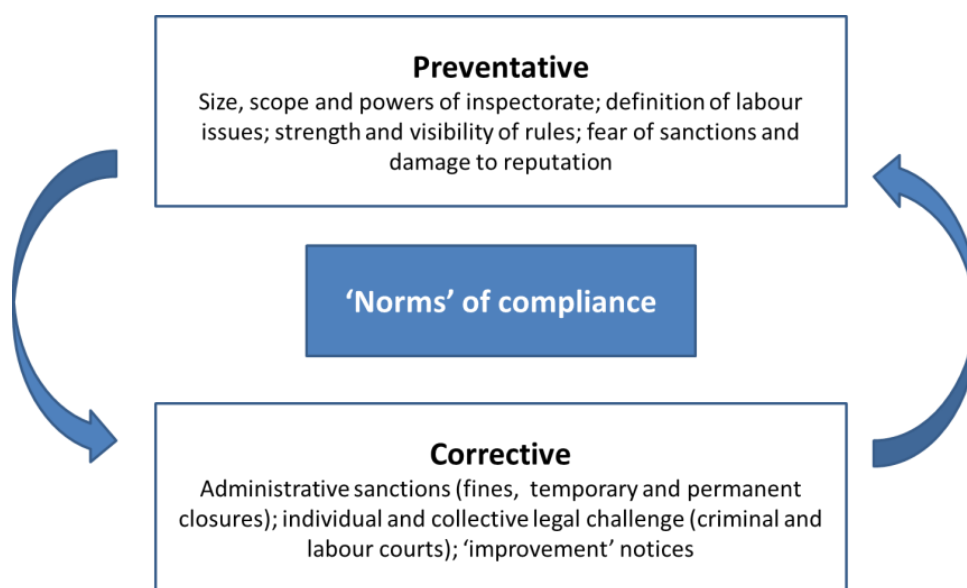 Preventative
Size, scope and powers of inspectorate; definition of labour
issues; strength and visibility of rules; fear of sanctions and
damage to reputation
‘Norms’ of compliance
Corrective
Administrative sanctions (fines, temporary and permanent
closures); individual and collective legal challenge (criminal and
labour courts); ‘improvement’ notices